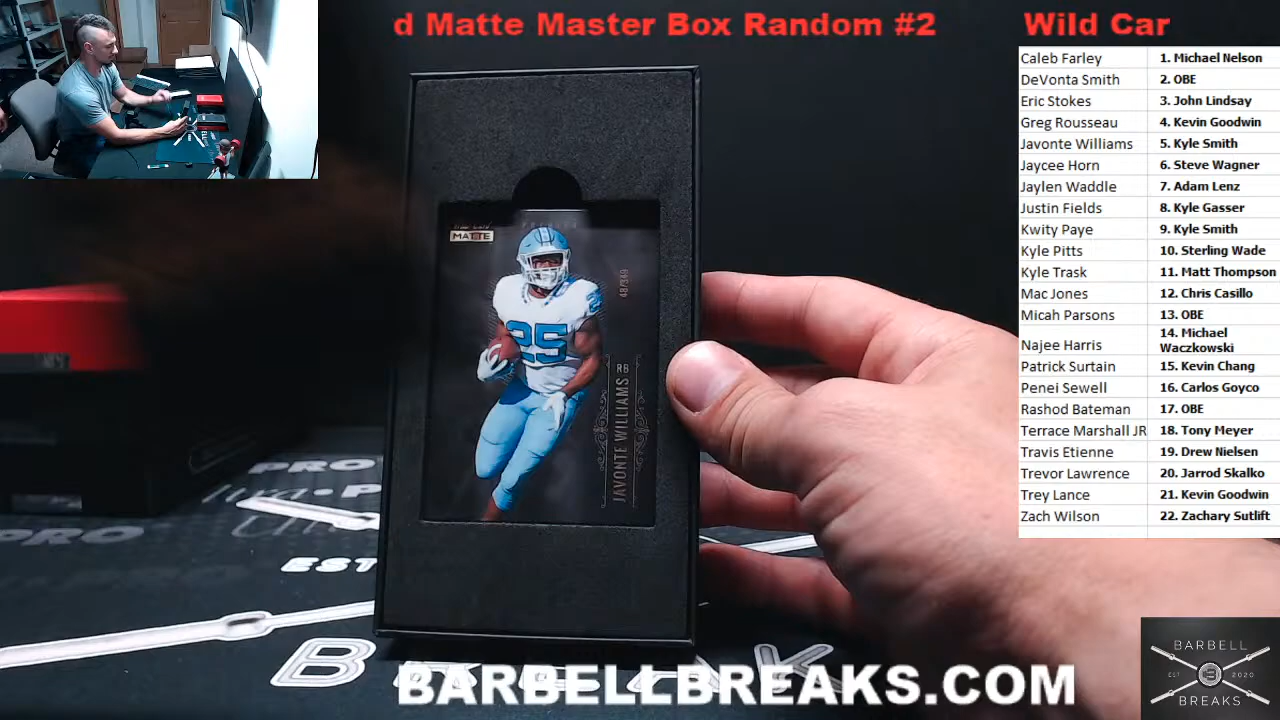 d Matte Master Box Random #2 Wild Car
Caleb Farley 1. Michael Nelson
DeVonta Smith 2. OBE
Eric Stokes 3. John Lindsay
Greg Rousseau 4. Kevin Goodwin
Javonte Williams 5. Kyle Smith
Jaycee Horn 6. Steve Wagner
Jaylen Waddle 7. Adam Lenz
Justin Fields 8. Kyle Gasser
Kwity Paye 9. Kyle Smith
Kyle Pitts 10. Sterling Wade
Kyle Trask 11. Matt Thompson
Mac Jones 12. Chris Casillo
Micah Parsons 13. OBE
Najee Harris 14. Michael
Waczkowski
Patrick Surtain 15. Kevin Chang
Penei Sewell 16. Carlos Goyco
Rashod Bateman 17. OBE
Terrace Marshall JR 18. Tony Meyer
Travis Etienne 19. Drew Nielsen
Trevor Lawrence 20. Jarrod Skalko
Trey Lance 21. Kevin Goodwin
Zach Wilson 22. Zachary Sutlift
MATTE
25
RB
JAVONTE WILLIAMS
PRO
PRO
EST
BARBELLBREAKS.COM
BARBELL
EST B 2020
BREAKS